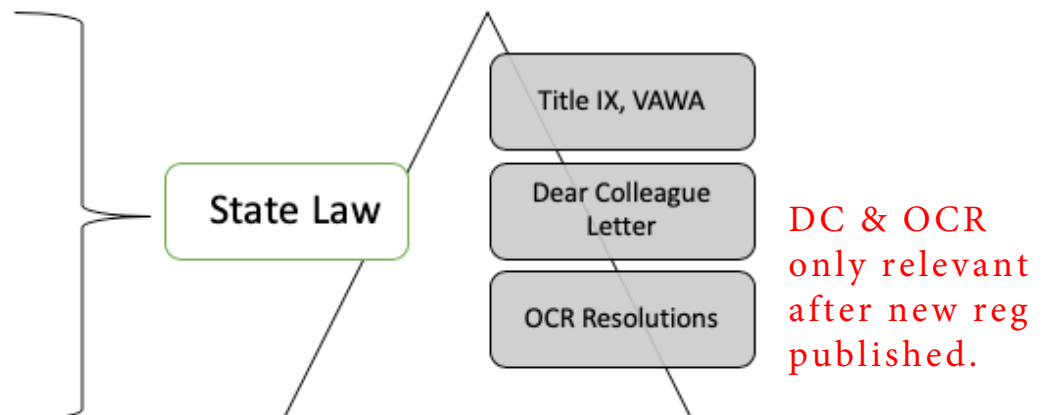 Title IX, VAWA
State Law
Dear Colleague
Letter
OCR Resolutions
DC & OCR
only relevant
after new reg
published.